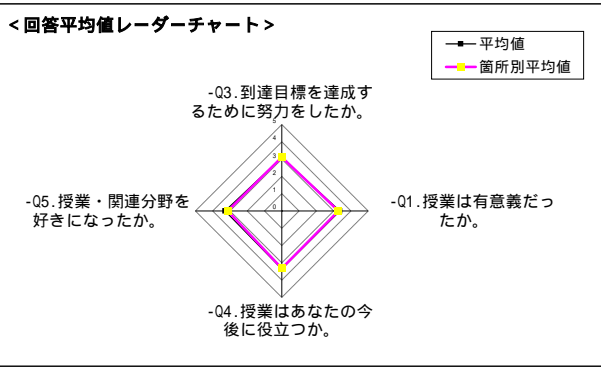 <回答平均値レーダーチャート>
平均値
箇所別平均値
-Q3.到達目標を達成す
るために努力をしたか。
5
4
3
2
1
0
-Q5.授業・関連分野を
好きになったか。
-Q1.授業は有意義だっ
たか。
-Q4.授業はあなたの今
後に役立つか。